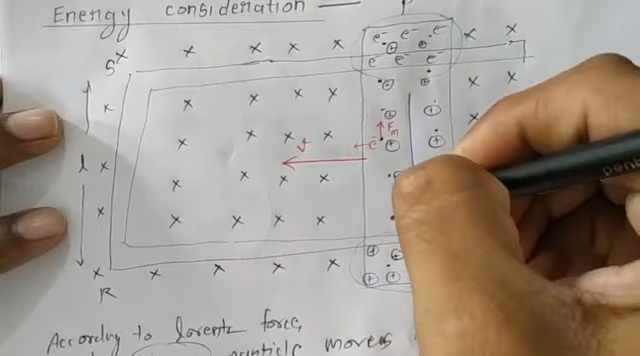 Energy consideration —
e⁻ e⁻ e⁻
e⁻ e⁻ e⁻
S
Fm
v
← e⁻
l
R
According to lorentz force,
particle moves